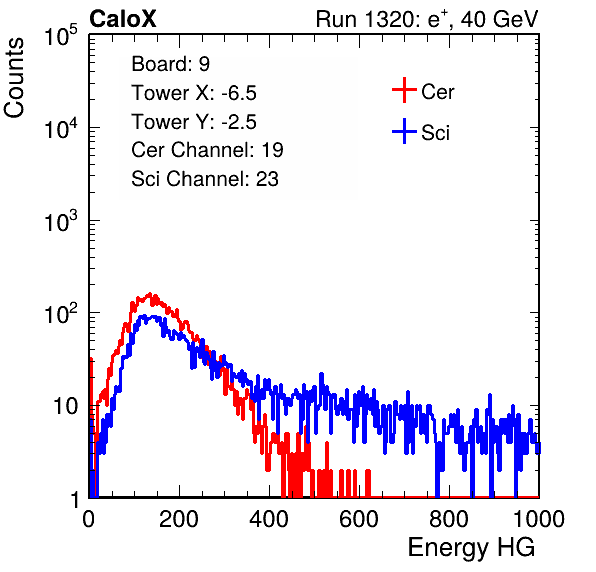 CaloX Run 1320: e⁺, 40 GeV
Counts
Board: 9
Tower X: -6.5
Tower Y: -2.5
Cer Channel: 19
Sci Channel: 23
Cer
Sci
10⁵
10⁴
10³
10²
10
1
0 200 400 600 800 1000
Energy HG